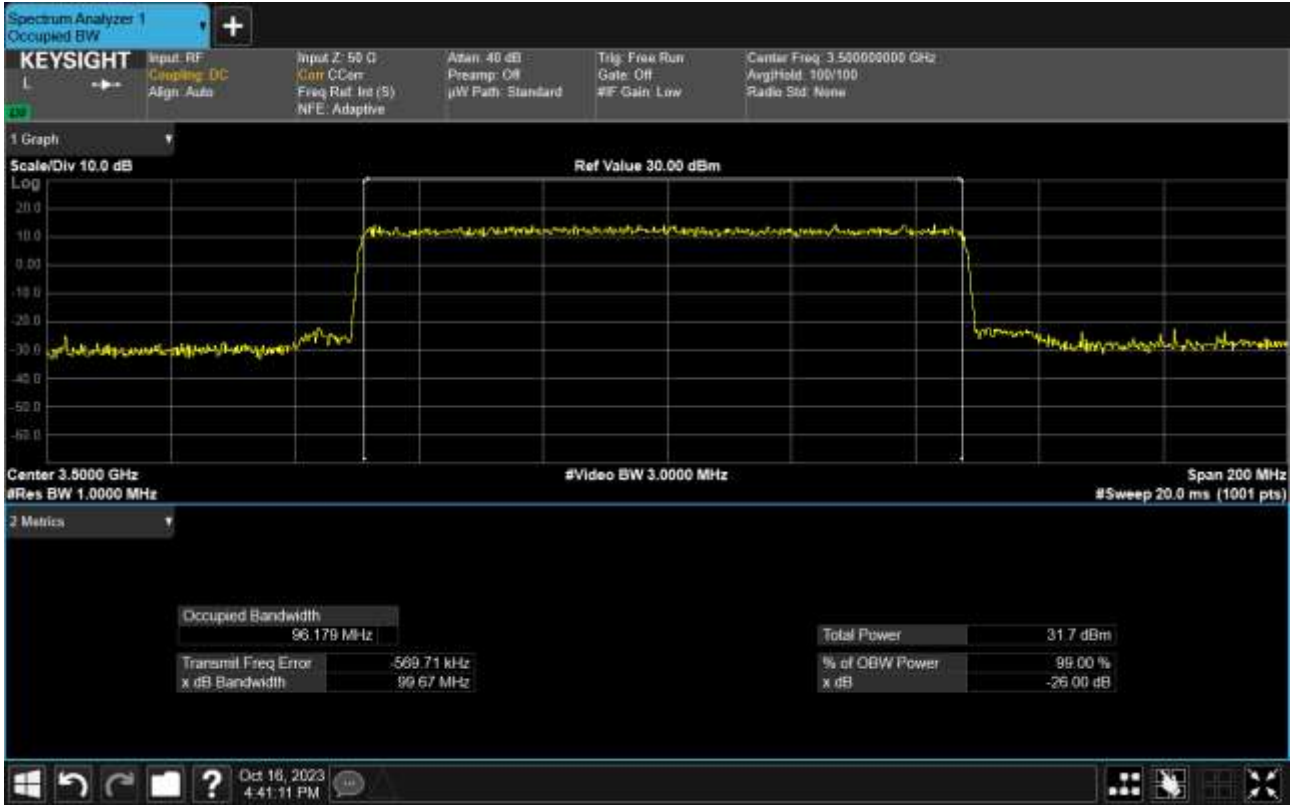 Spectrum Analyzer 1
Occupied BW
+
KEYSIGHT
L
Input: RF
Coupling: DC
Align: Auto
Input Z: 50 Ω
Corr CCorr
Freq Ref: Int (S)
NFE: Adaptive
Atten: 40 dB
Preamp: Off
µW Path: Standard
Trig: Free Run
Gate: Off
#IF Gain: Low
Center Freq: 3.500000000 GHz
Avg|Hold: 100/100
Radio Std: None
1 Graph
Scale/Div 10.0 dB
Ref Value 30.00 dBm
Log
20.0
10.0
0.00
-10.0
-20.0
-30.0
-40.0
-50.0
-60.0
Center 3.5000 GHz
#Video BW 3.0000 MHz
Span 200 MHz
#Res BW 1.0000 MHz
#Sweep 20.0 ms (1001 pts)
2 Metrics
Occupied Bandwidth
96.179 MHz
Total Power 31.7 dBm
Transmit Freq Error -569.71 kHz
% of OBW Power 99.00 %
x dB Bandwidth 99.67 MHz
x dB -26.00 dB
?
Oct 16, 2023
4:41:11 PM